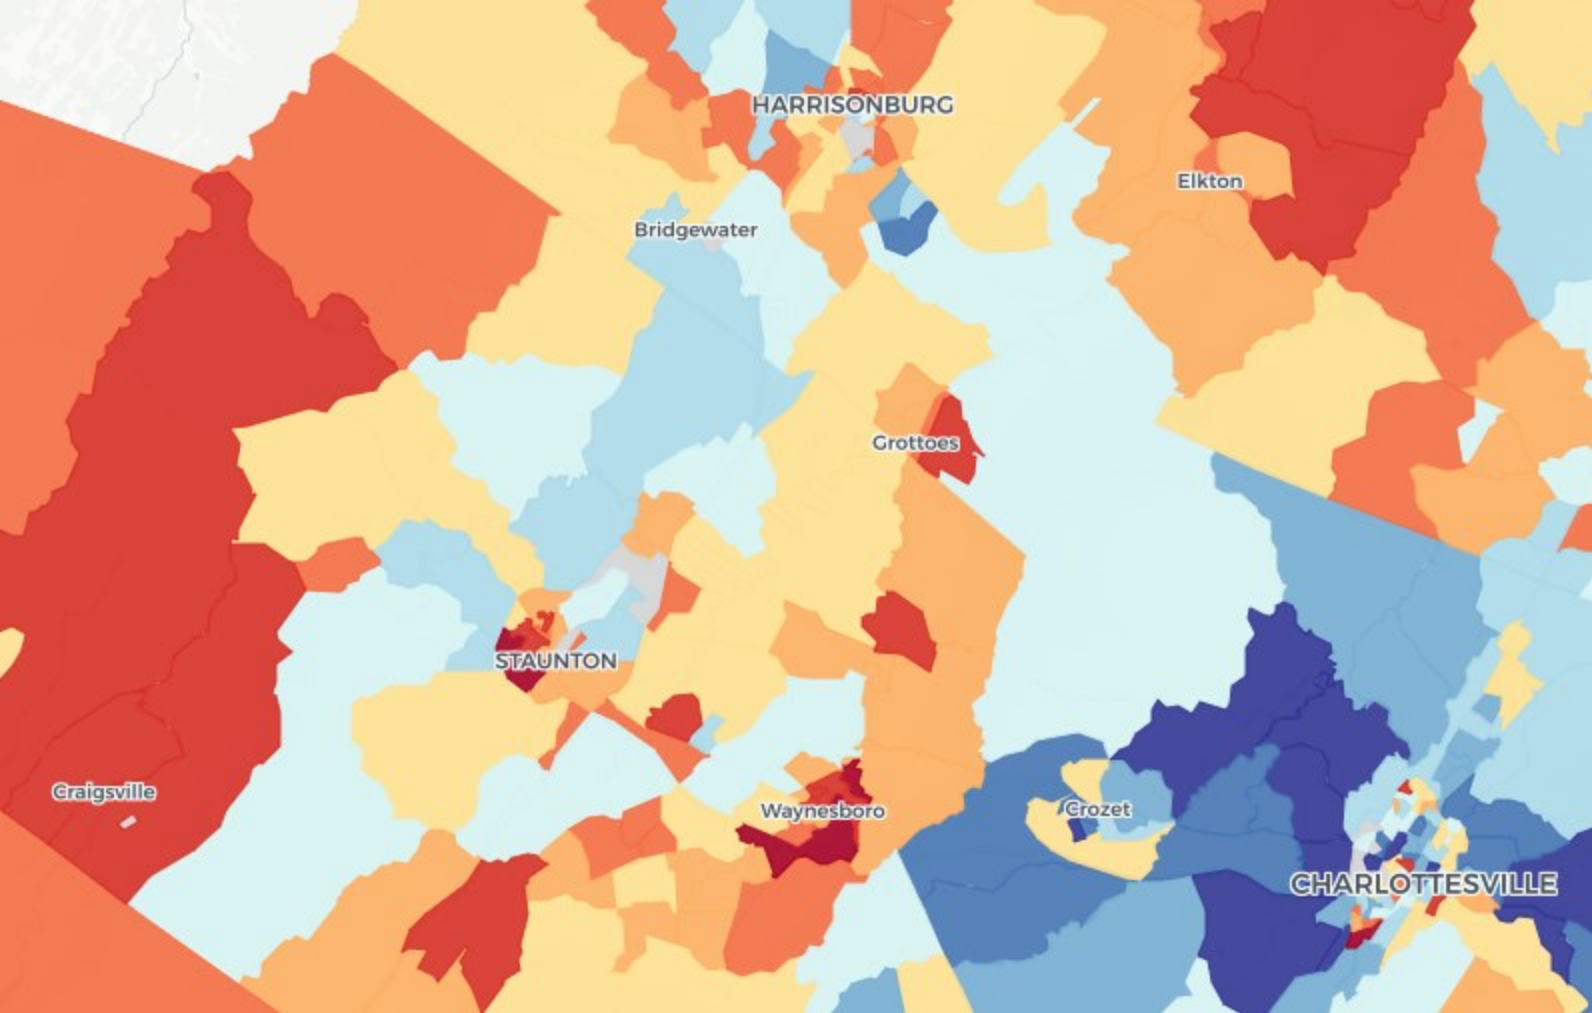 HARRISONBURG
Elkton
Bridgewater
Grottoes
STAUNTON
Craigsville
Waynesboro
Crozet
CHARLOTTESVILLE